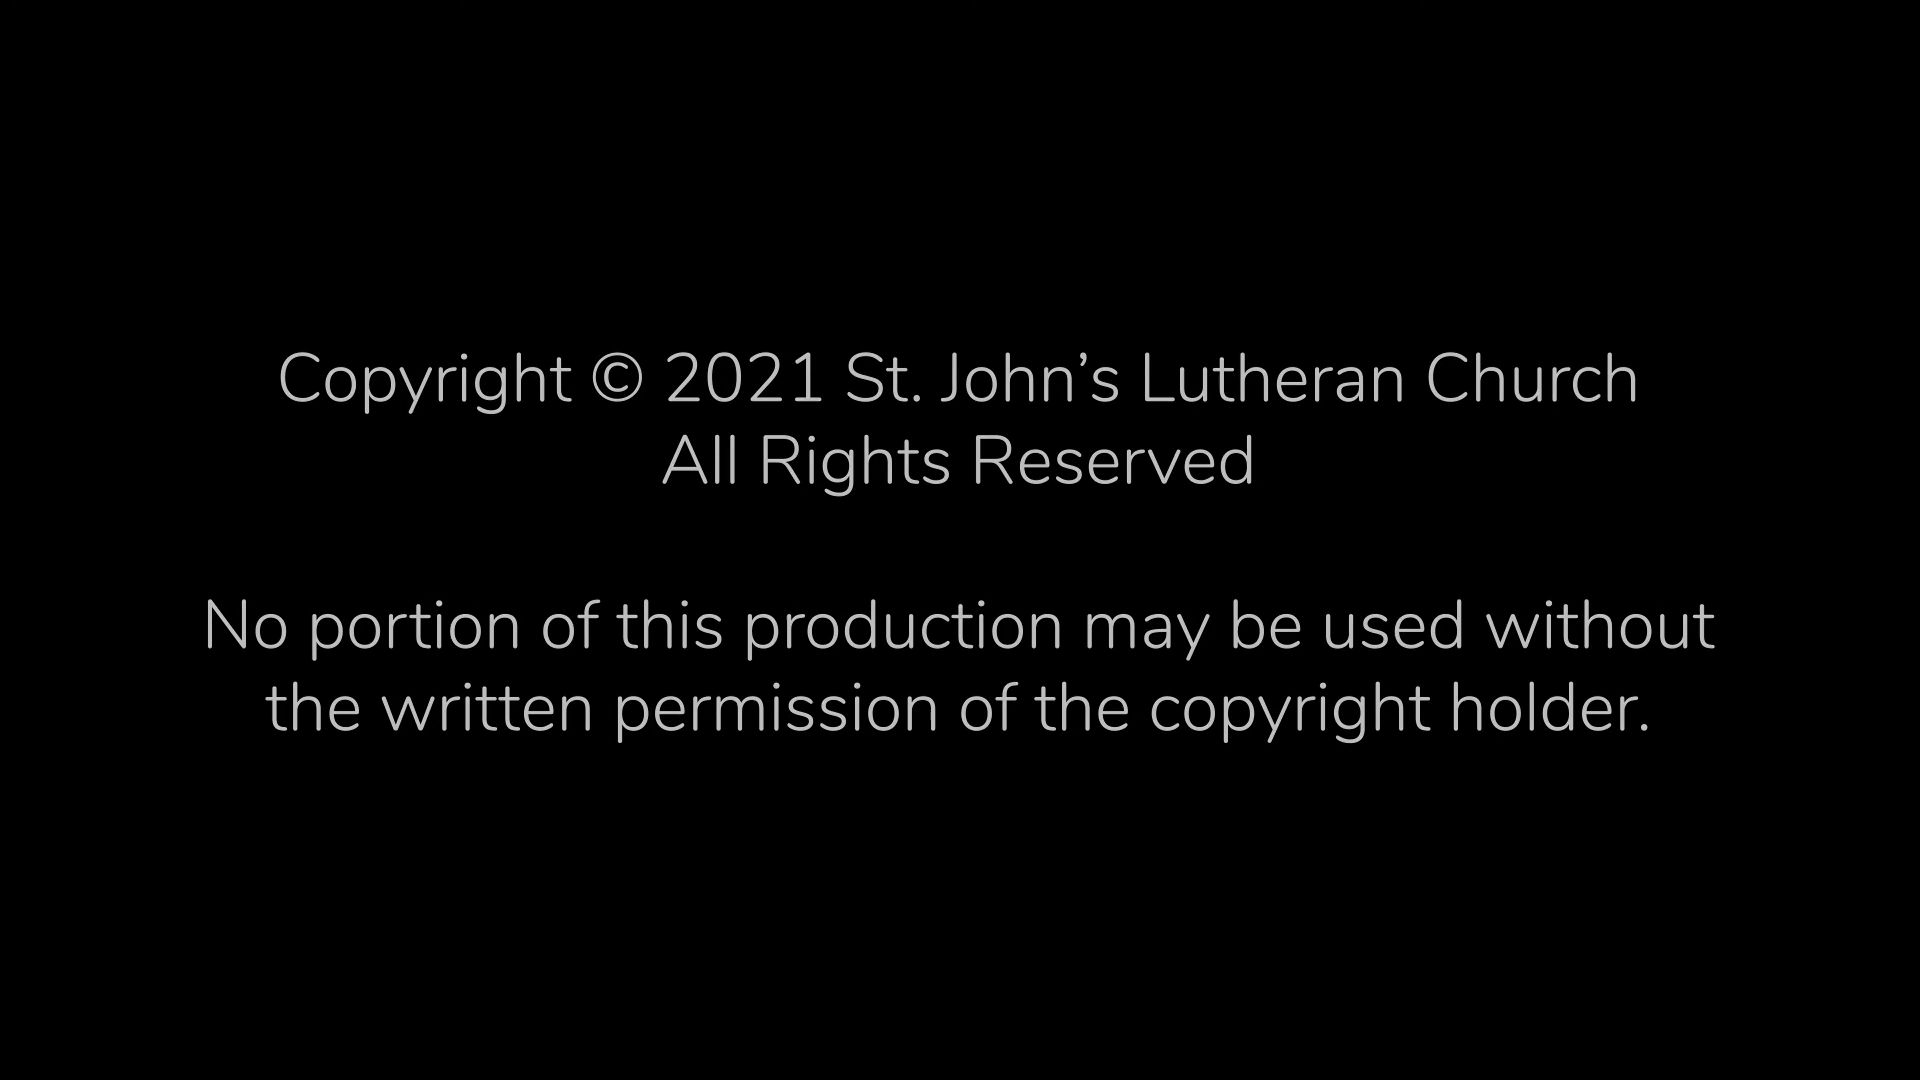 Copyright © 2021 St. John’s Lutheran Church
All Rights Reserved
No portion of this production may be used without
the written permission of the copyright holder.